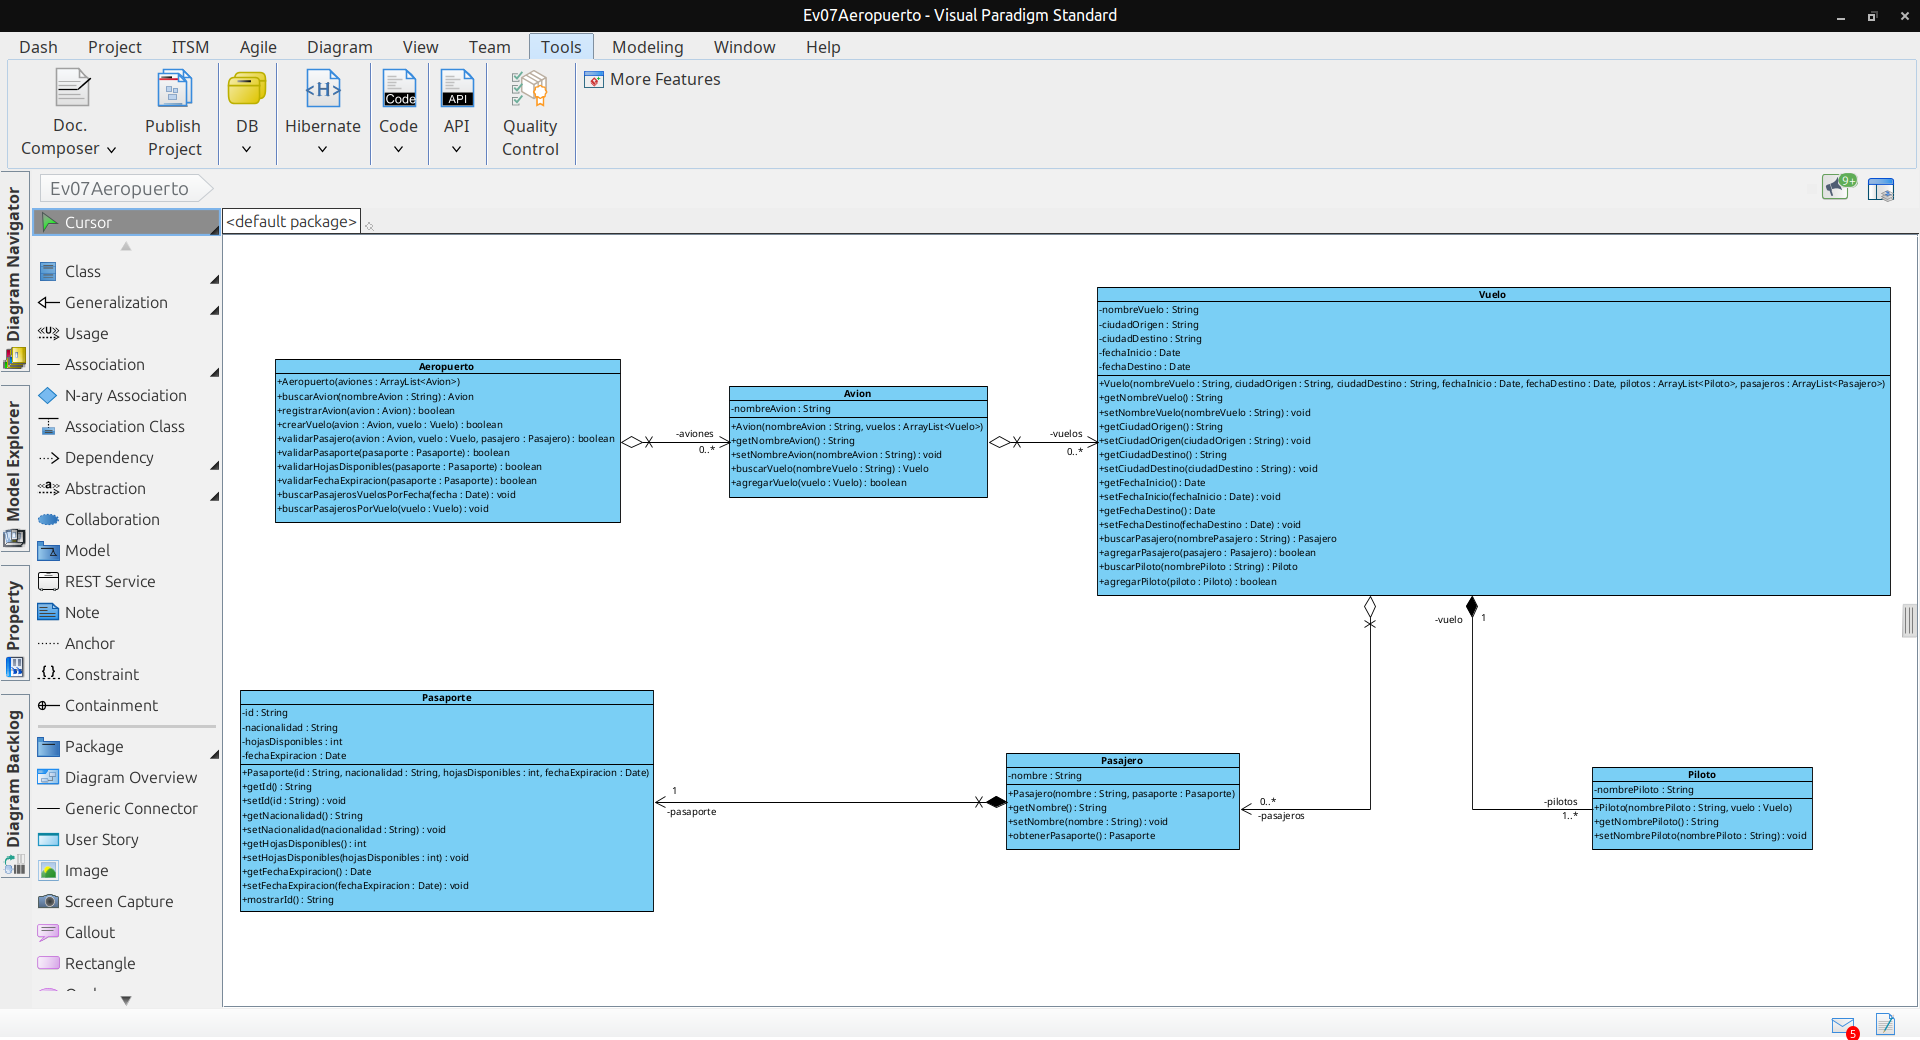 Ev07Aeropuerto - Visual Paradigm Standard
Dash Project ITSM Agile Diagram View Team Tools Modeling Window Help
Doc. Composer
Publish Project
DB
Hibernate
Code
API
Quality Control
More Features
Ev07Aeropuerto
9+
Diagram Navigator
Model Explorer
Property
Diagram Backlog
Cursor
Class
Generalization
Usage
Association
N-ary Association
Association Class
Dependency
Abstraction
Collaboration
Model
REST Service
Note
Anchor
Constraint
Containment
Package
Diagram Overview
Generic Connector
User Story
Image
Screen Capture
Callout
Rectangle
<default package>
Aeropuerto
+Aeropuerto(aviones : ArrayList<Avion>)
+buscarAvion(nombreAvion : String) : Avion
+registrarAvion(avion : Avion) : boolean
+crearVuelo(avion : Avion, vuelo : Vuelo) : boolean
+validarPasajero(avion : Avion, vuelo : Vuelo, pasajero : Pasajero) : boolean
+validarPasaporte(pasaporte : Pasaporte) : boolean
+validarHojasDisponibles(pasaporte : Pasaporte) : boolean
+validarFechaExpiracion(pasaporte : Pasaporte) : boolean
+buscarPasajerosVuelosPorFecha(fecha : Date) : void
+buscarPasajerosPorVuelo(vuelo : Vuelo) : void
-aviones
0..*
Avion
-nombreAvion : String
+Avion(nombreAvion : String, vuelos : ArrayList<Vuelo>)
+getNombreAvion() : String
+setNombreAvion(nombreAvion : String) : void
+buscarVuelo(nombreVuelo : String) : Vuelo
+agregarVuelo(vuelo : Vuelo) : boolean
-vuelos
0..*
Vuelo
-nombreVuelo : String
-ciudadOrigen : String
-ciudadDestino : String
-fechaInicio : Date
-fechaDestino : Date
+Vuelo(nombreVuelo : String, ciudadOrigen : String, ciudadDestino : String, fechaInicio : Date, fechaDestino : Date, pilotos : ArrayList<Piloto>, pasajeros : ArrayList<Pasajero>)
+getNombreVuelo() : String
+setNombreVuelo(nombreVuelo : String) : void
+getCiudadOrigen() : String
+setCiudadOrigen(ciudadOrigen : String) : void
+getCiudadDestino() : String
+setCiudadDestino(ciudadDestino : String) : void
+getFechaInicio() : Date
+setFechaInicio(fechaInicio : Date) : void
+getFechaDestino() : Date
+setFechaDestino(fechaDestino : Date) : void
+buscarPasajero(nombrePasajero : String) : Pasajero
+agregarPasajero(pasajero : Pasajero) : boolean
+buscarPiloto(nombrePiloto : String) : Piloto
+agregarPiloto(piloto : Piloto) : boolean
-vuelo
1
Pasaporte
-id : String
-nacionalidad : String
-hojasDisponibles : int
-fechaExpiracion : Date
+Pasaporte(id : String, nacionalidad : String, hojasDisponibles : int, fechaExpiracion : Date)
+getId() : String
+setId(id : String) : void
+getNacionalidad() : String
+setNacionalidad(nacionalidad : String) : void
+getHojasDisponibles() : int
+setHojasDisponibles(hojasDisponibles : int) : void
+getFechaExpiracion() : Date
+setFechaExpiracion(fechaExpiracion : Date) : void
+mostrarId() : String
1
-pasaporte
Pasajero
-nombre : String
+Pasajero(nombre : String, pasaporte : Pasaporte)
+getNombre() : String
+setNombre(nombre : String) : void
+obtenerPasaporte() : Pasaporte
0..*
-pasajeros
-pilotos
1..*
Piloto
-nombrePiloto : String
+Piloto(nombrePiloto : String, vuelo : Vuelo)
+getNombrePiloto() : String
+setNombrePiloto(nombrePiloto : String) : void
5